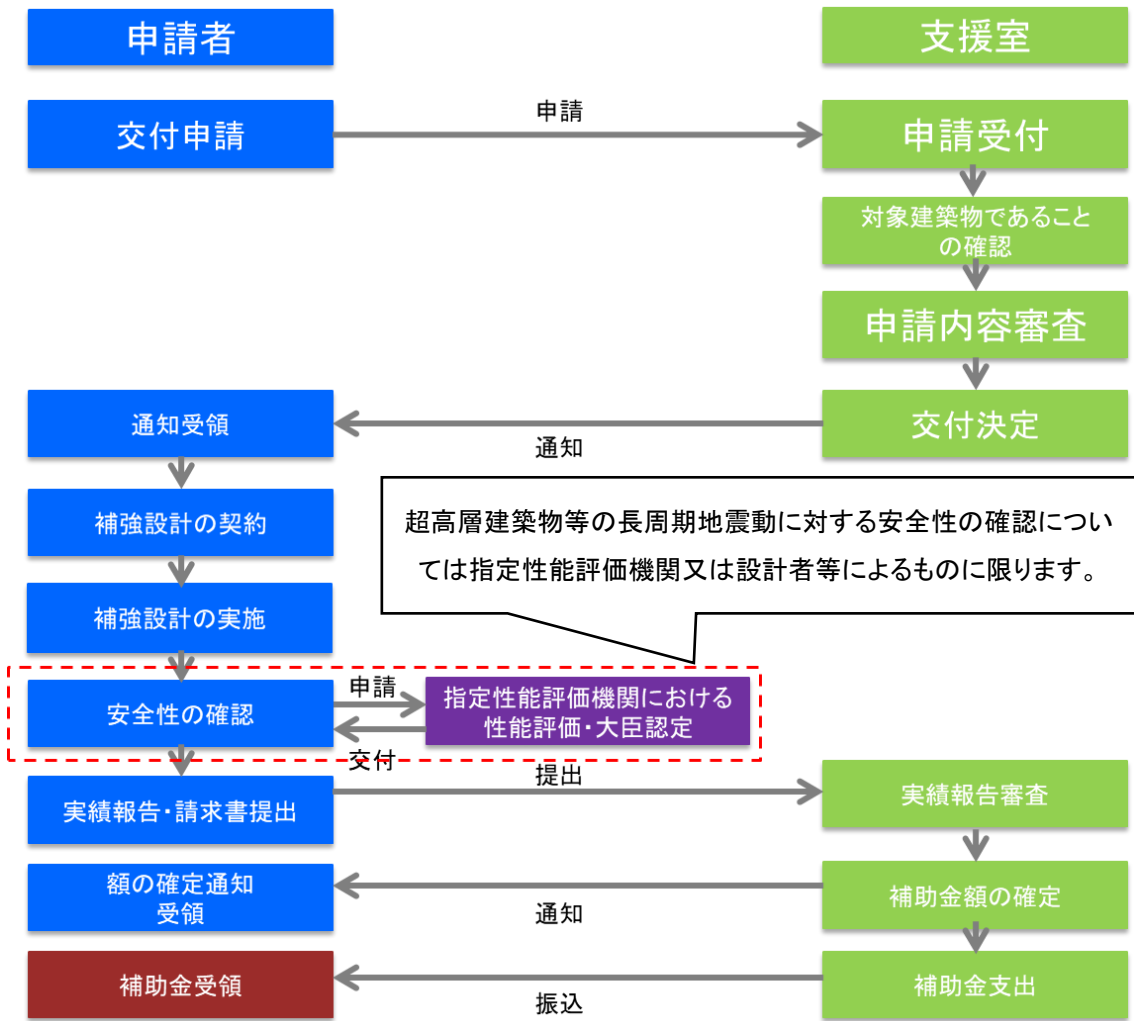 申請者
支援室
交付申請
申請
申請受付
対象建築物であること
の確認
申請内容審査
交付決定
通知
通知受領
補強設計の契約
超高層建築物等の長周期地震動に対する安全性の確認につい
ては指定性能評価機関又は設計者等によるものに限ります。
補強設計の実施
安全性の確認
申請
交付
指定性能評価機関における
性能評価・大臣認定
実績報告・請求書提出
提出
実績報告審査
補助金額の確定
通知
額の確定通知
受領
補助金支出
振込
補助金受領